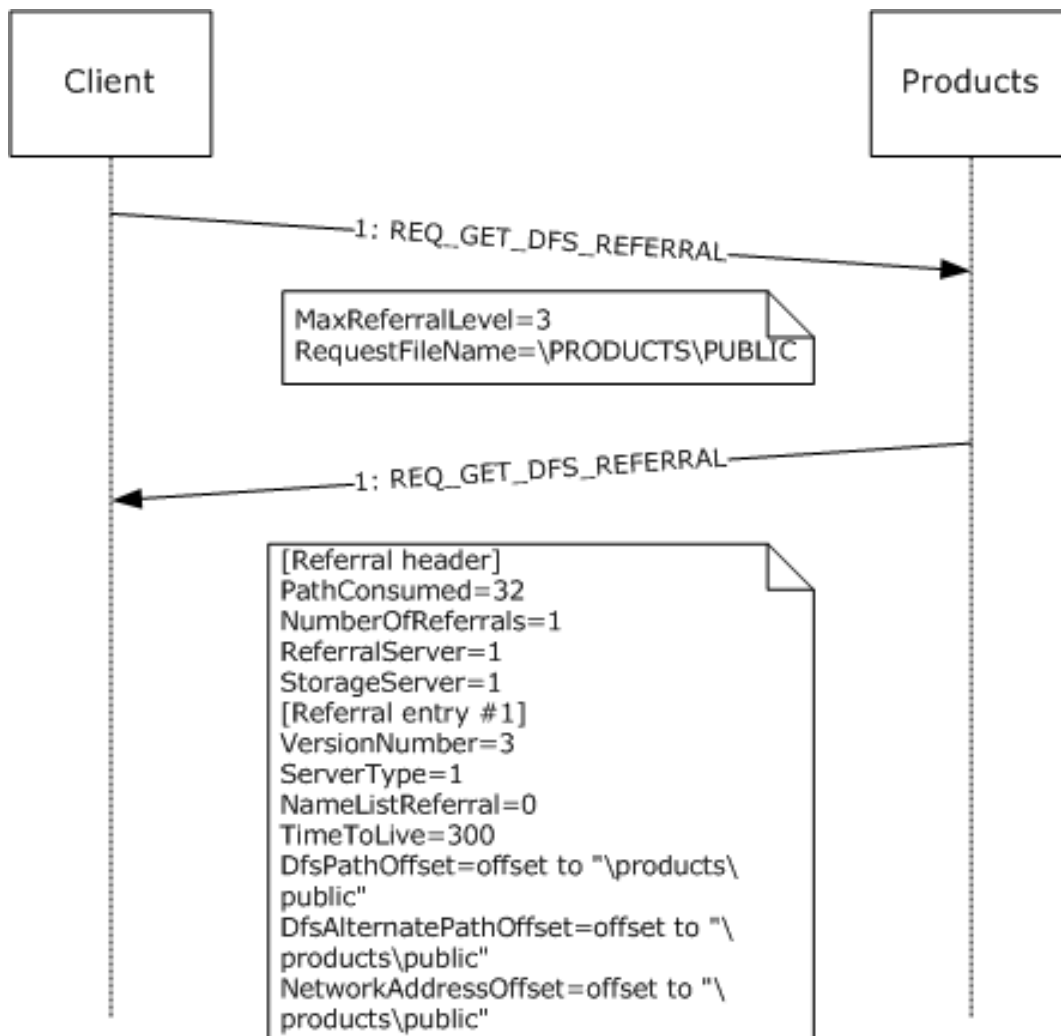 Client
Products
1: REQ_GET_DFS_REFERRAL
MaxReferralLevel=3
RequestFileName=\PRODUCTS\PUBLIC
1: REQ_GET_DFS_REFERRAL
[Referral header]
PathConsumed=32
NumberOfReferrals=1
ReferralServer=1
StorageServer=1
[Referral entry #1]
VersionNumber=3
ServerType=1
NameListReferral=0
TimeToLive=300
DfsPathOffset=offset to "\products\
public"
DfsAlternatePathOffset=offset to "\
products\public"
NetworkAddressOffset=offset to "\
products\public"